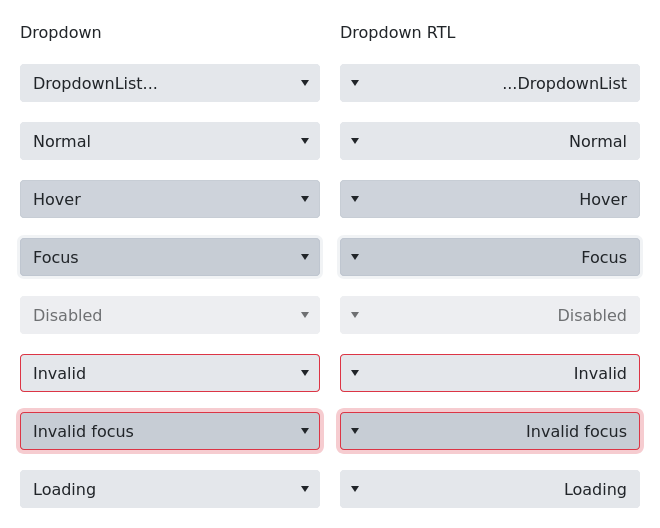 Dropdown
Dropdown RTL
DropdownList...
...DropdownList
Normal
Normal
Hover
Hover
Focus
Focus
Disabled
Disabled
Invalid
Invalid
Invalid focus
Invalid focus
Loading
Loading